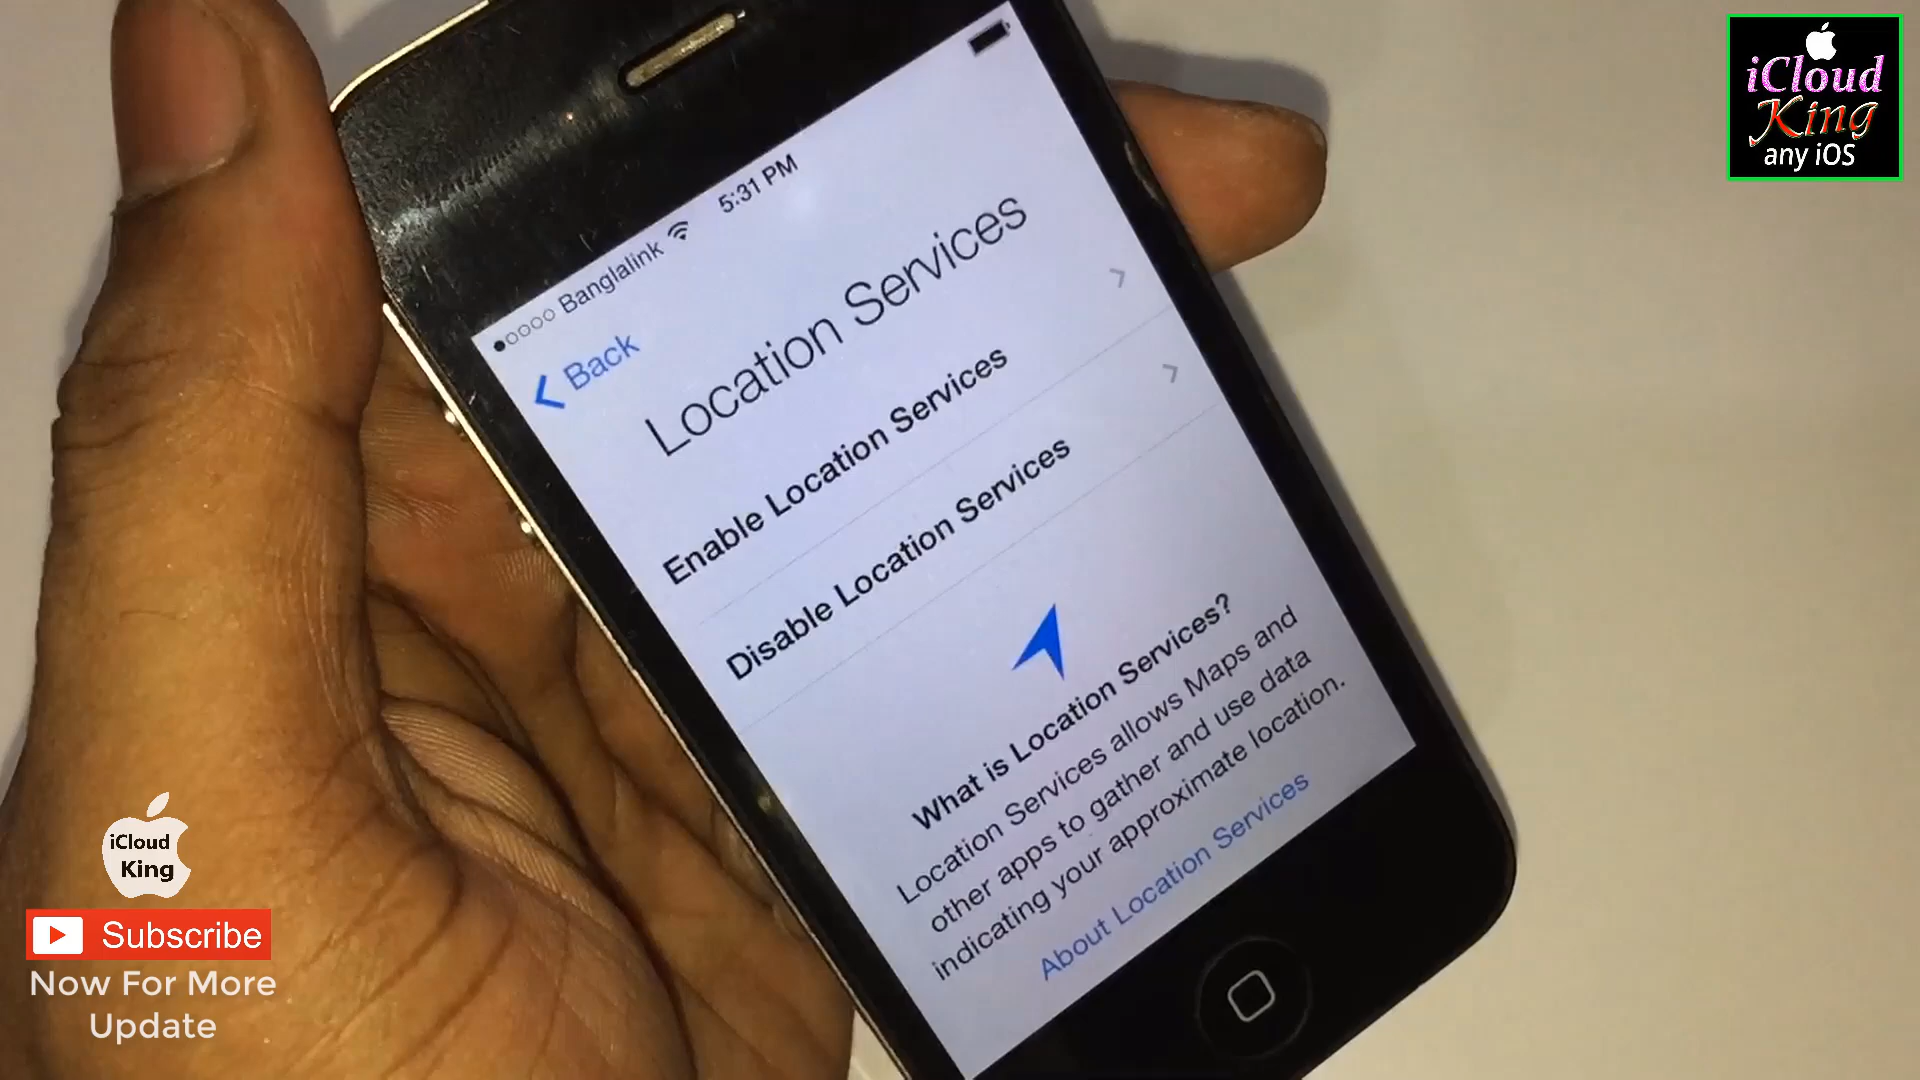 iCloud
King
any iOS
Banglalink 5:31 PM
Back
Location Services
Enable Location Services
Disable Location Services
What is Location Services?
Location Services allows Maps and
other apps to gather and use data
indicating your approximate location.
About Location Services
iCloud
King
Subscribe
Now For More
Update